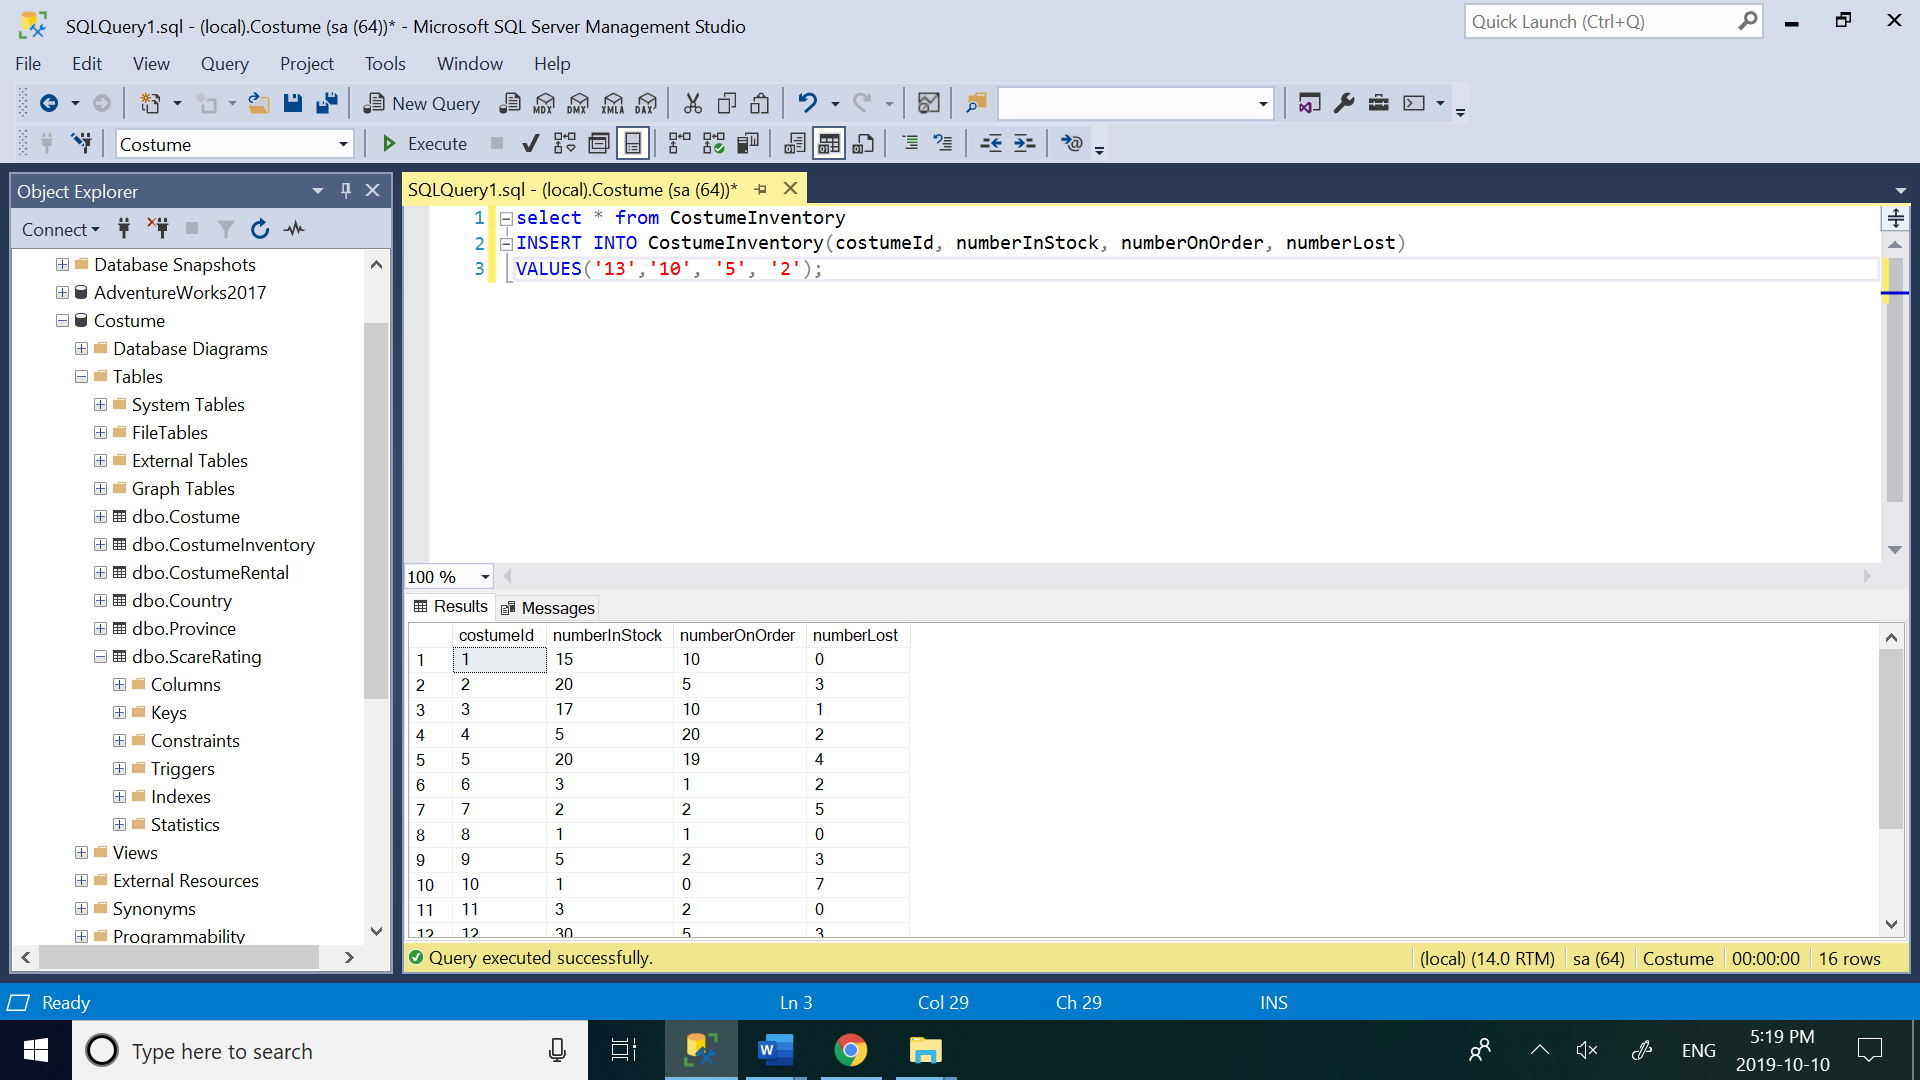 SQLQuery1.sql - (local).Costume (sa (64))* - Microsoft SQL Server Management Studio
Quick Launch (Ctrl+Q)
File Edit View Query Project Tools Window Help
New Query MDX DMX XMLA DAX
Costume Execute
Object Explorer
Connect
Database Snapshots
AdventureWorks2017
Costume
Database Diagrams
Tables
System Tables
FileTables
External Tables
Graph Tables
dbo.Costume
dbo.CostumeInventory
dbo.CostumeRental
dbo.Country
dbo.Province
dbo.ScareRating
Columns
Keys
Constraints
Triggers
Indexes
Statistics
Views
External Resources
Synonyms
Programmability
SQLQuery1.sql - (local).Costume (sa (64))*
1 select * from CostumeInventory
2 INSERT INTO CostumeInventory(costumeId, numberInStock, numberOnOrder, numberLost)
3 VALUES('13','10', '5', '2');
100 %
Results Messages
costumeId numberInStock numberOnOrder numberLost
1 1 15 10 0
2 2 20 5 3
3 3 17 10 1
4 4 5 20 2
5 5 20 19 4
6 6 3 1 2
7 7 2 2 5
8 8 1 1 0
9 9 5 2 3
10 10 1 0 7
11 11 3 2 0
12 12 30 5 3
Query executed successfully. (local) (14.0 RTM) sa (64) Costume 00:00:00 16 rows
Ready Ln 3 Col 29 Ch 29 INS
Type here to search
ENG
5:19 PM
2019-10-10